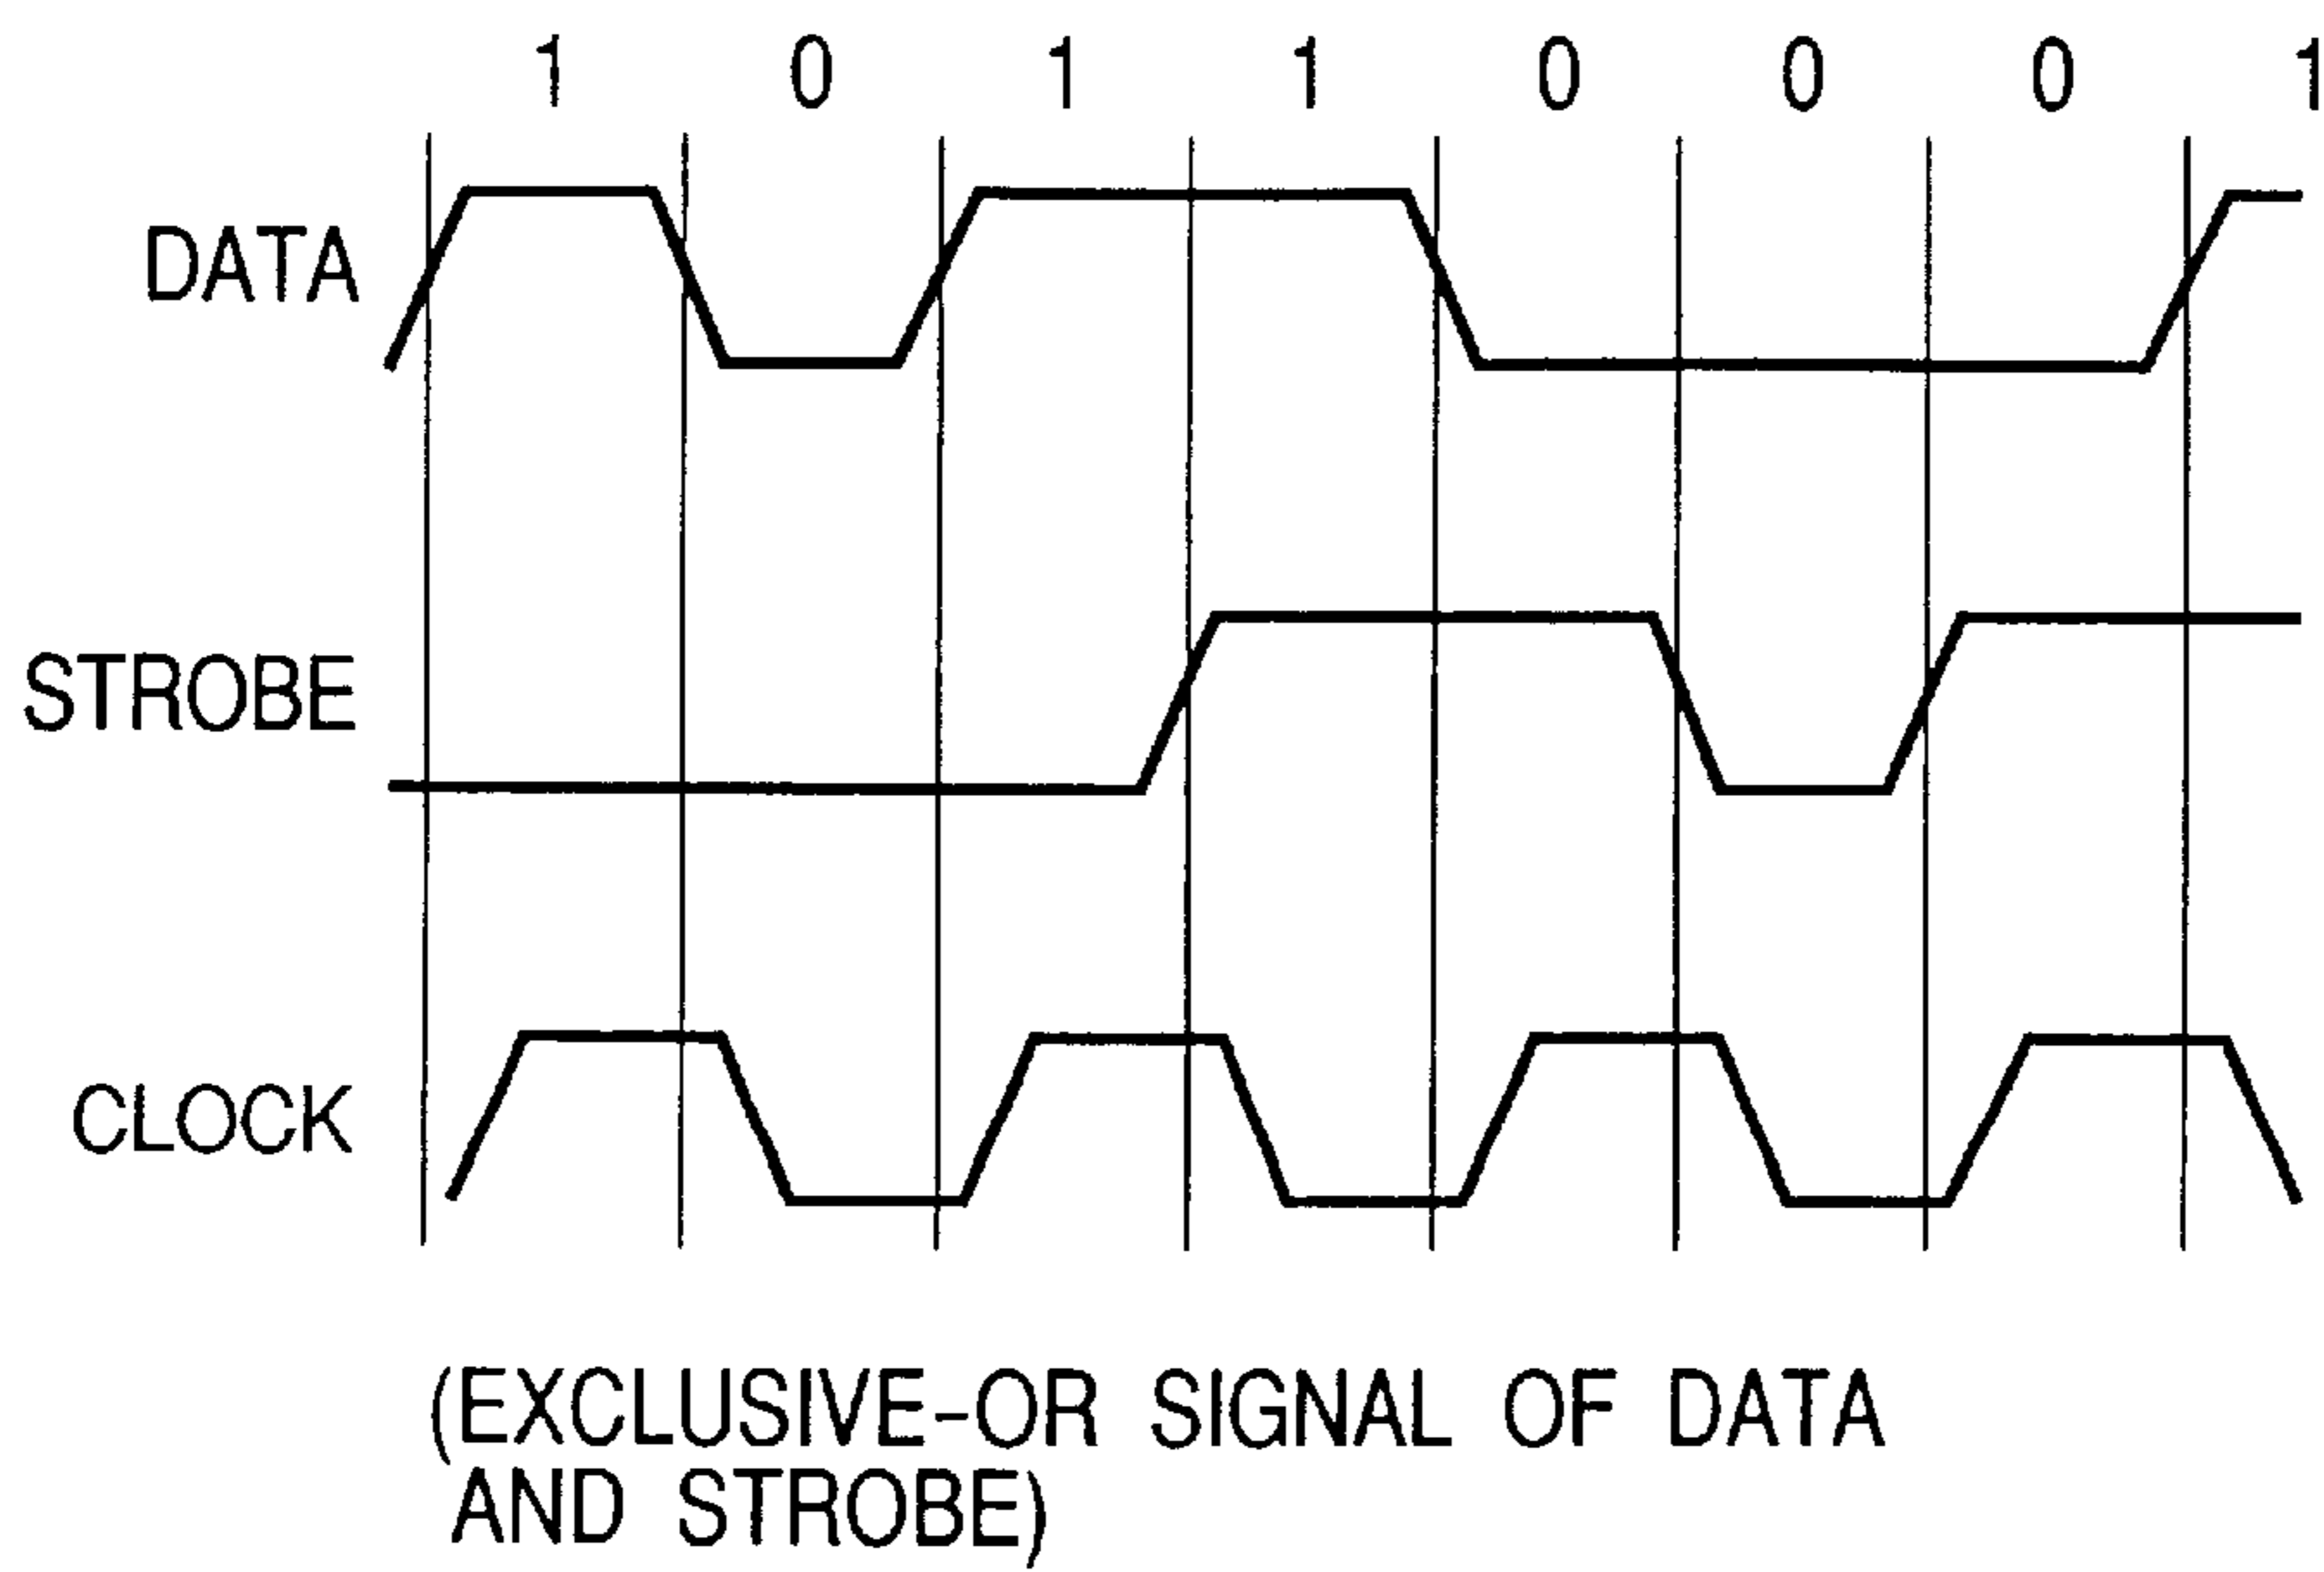 1 0 1 1 0 0 0 1
DATA
STROBE
CLOCK
(EXCLUSIVE-OR SIGNAL OF DATA
AND STROBE)